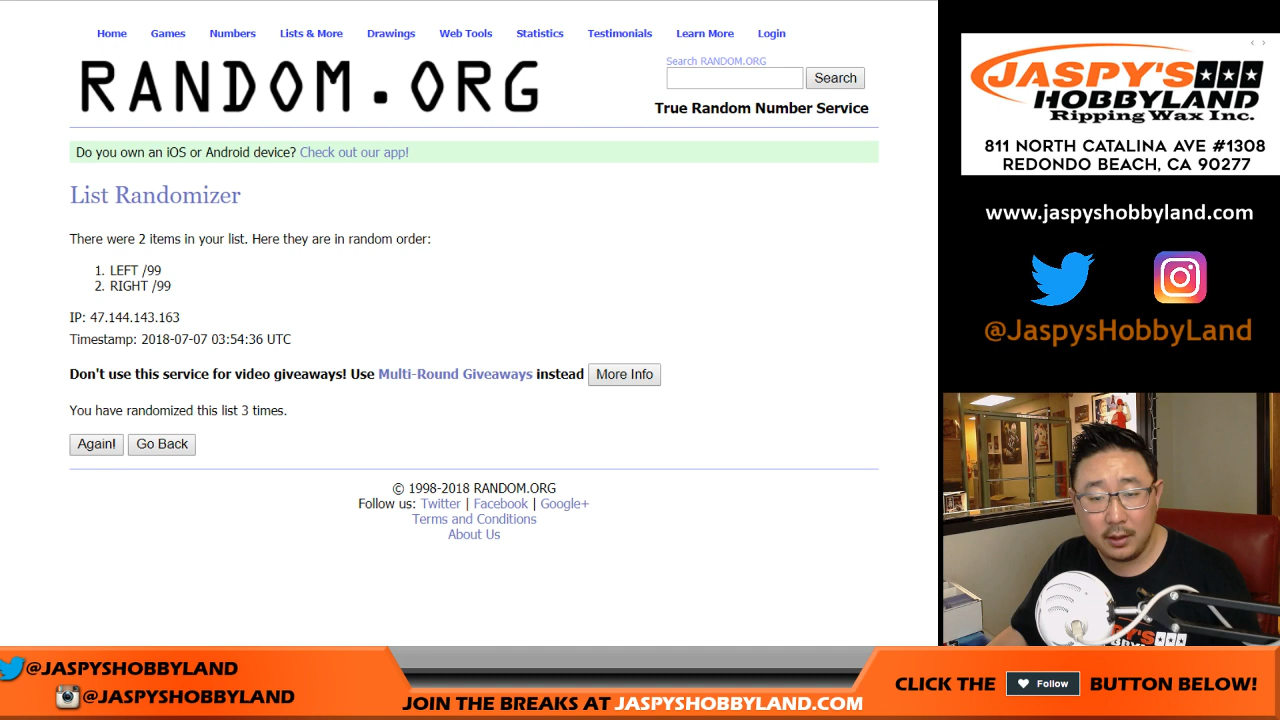 Home Games Numbers Lists & More Drawings Web Tools Statistics Testimonials Learn More Login
RANDOM.ORG
Search RANDOM.ORG
Search
True Random Number Service
Do you own an iOS or Android device? Check out our app!
List Randomizer
There were 2 items in your list. Here they are in random order:
1. LEFT /99
2. RIGHT /99
IP: 47.144.143.163
Timestamp: 2018-07-07 03:54:36 UTC
Don't use this service for video giveaways! Use Multi-Round Giveaways instead More Info
You have randomized this list 3 times.
Again! Go Back
© 1998-2018 RANDOM.ORG
Follow us: Twitter | Facebook | Google+
Terms and Conditions
About Us
JASPY'S
HOBBYLAND
Ripping Wax Inc.
811 NORTH CATALINA AVE #1308
REDONDO BEACH, CA 90277
www.jaspyshobbyland.com
@JaspysHobbyLand
@JASPYSHOBBYLAND
@JASPYSHOBBYLAND
JOIN THE BREAKS AT JASPYSHOBBYLAND.COM
CLICK THE Follow BUTTON BELOW!